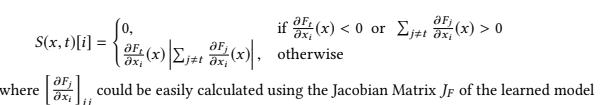 S(x, t)[i] = { 0, if ∂F_t/∂x_i (x) < 0 or ∑_{j≠t} ∂F_j/∂x_i (x) > 0
∂F_t/∂x_i (x) |∑_{j≠t} ∂F_j/∂x_i (x)|, otherwise
where [∂F_j/∂x_i]_{ij} could be easily calculated using the Jacobian Matrix J_F of the learned model